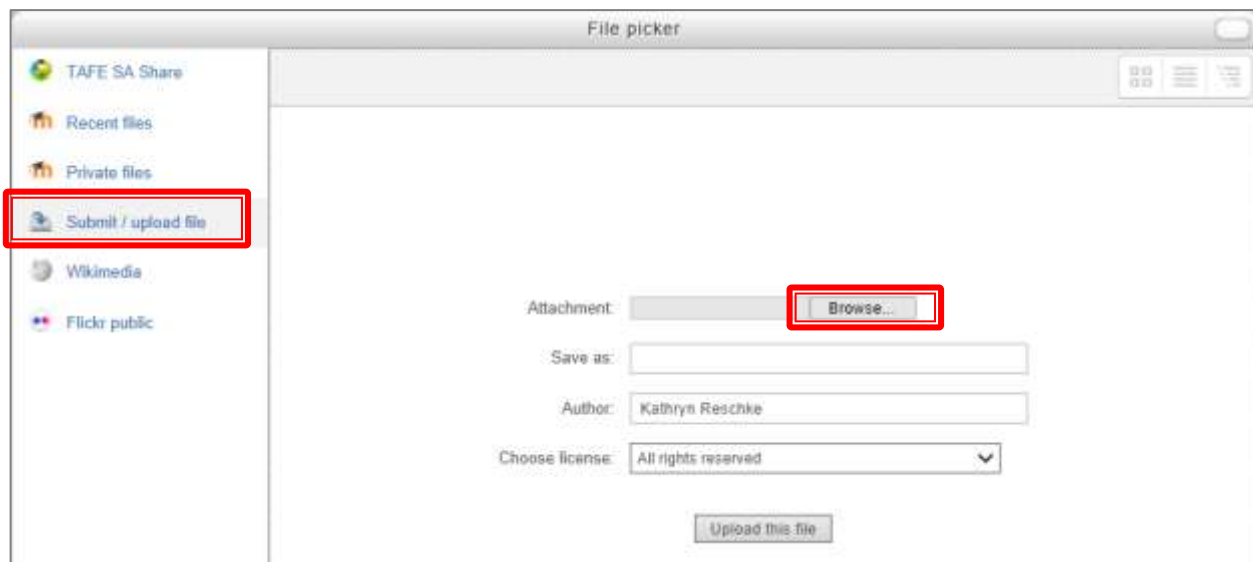 File picker
TAFE SA Share
Recent files
Private files
Submit / upload file
Wikimedia
Flickr public
Attachment:
Browse...
Save as:
Author:
Kathryn Reschke
Choose license:
All rights reserved
Upload this file